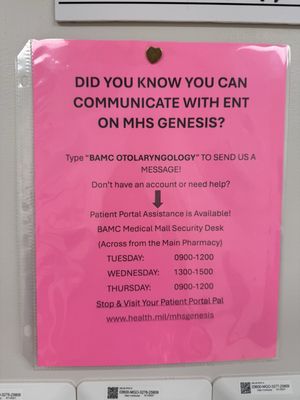 DID YOU KNOW YOU CAN
COMMUNICATE WITH ENT
ON MHS GENESIS?
Type "BAMC OTOLARYNGOLOGY" TO SEND US A
MESSAGE!
Don't have an account or need help?
Patient Portal Assistance is Available!
BAMC Medical Mall Security Desk
(Across from the Main Pharmacy)
TUESDAY: 0900-1200
WEDNESDAY: 1300-1500
THURSDAY: 0900-1200
Stop & Visit Your Patient Portal Pal
www.health.mil/mhsgenesis